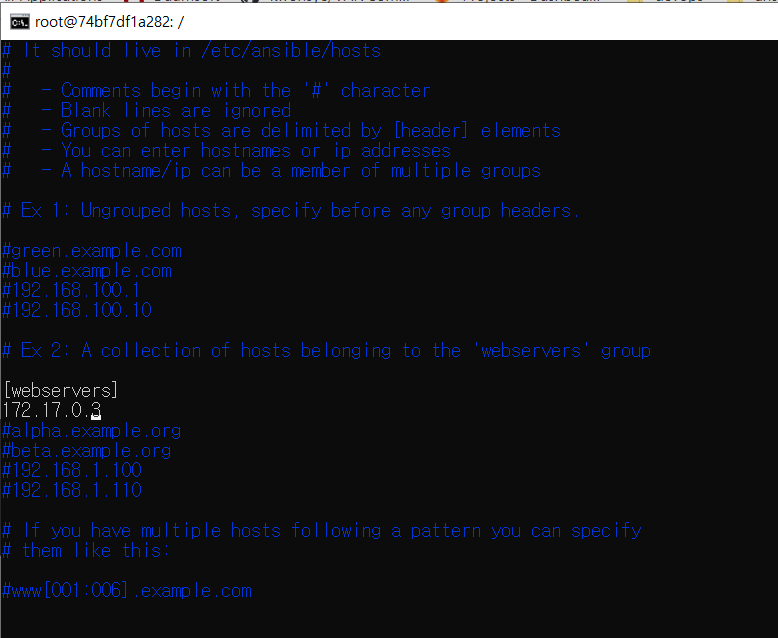 root@74bf7df1a282: /
# It should live in /etc/ansible/hosts
#
#   - Comments begin with the '#' character
#   - Blank lines are ignored
#   - Groups of hosts are delimited by [header] elements
#   - You can enter hostnames or ip addresses
#   - A hostname/ip can be a member of multiple groups
# Ex 1: Ungrouped hosts, specify before any group headers.
#green.example.com
#blue.example.com
#192.168.100.1
#192.168.100.10
# Ex 2: A collection of hosts belonging to the 'webservers' group
[webservers]
172.17.0.3
#alpha.example.org
#beta.example.org
#192.168.1.100
#192.168.1.110
# If you have multiple hosts following a pattern you can specify
# them like this:
#www[001:006].example.com